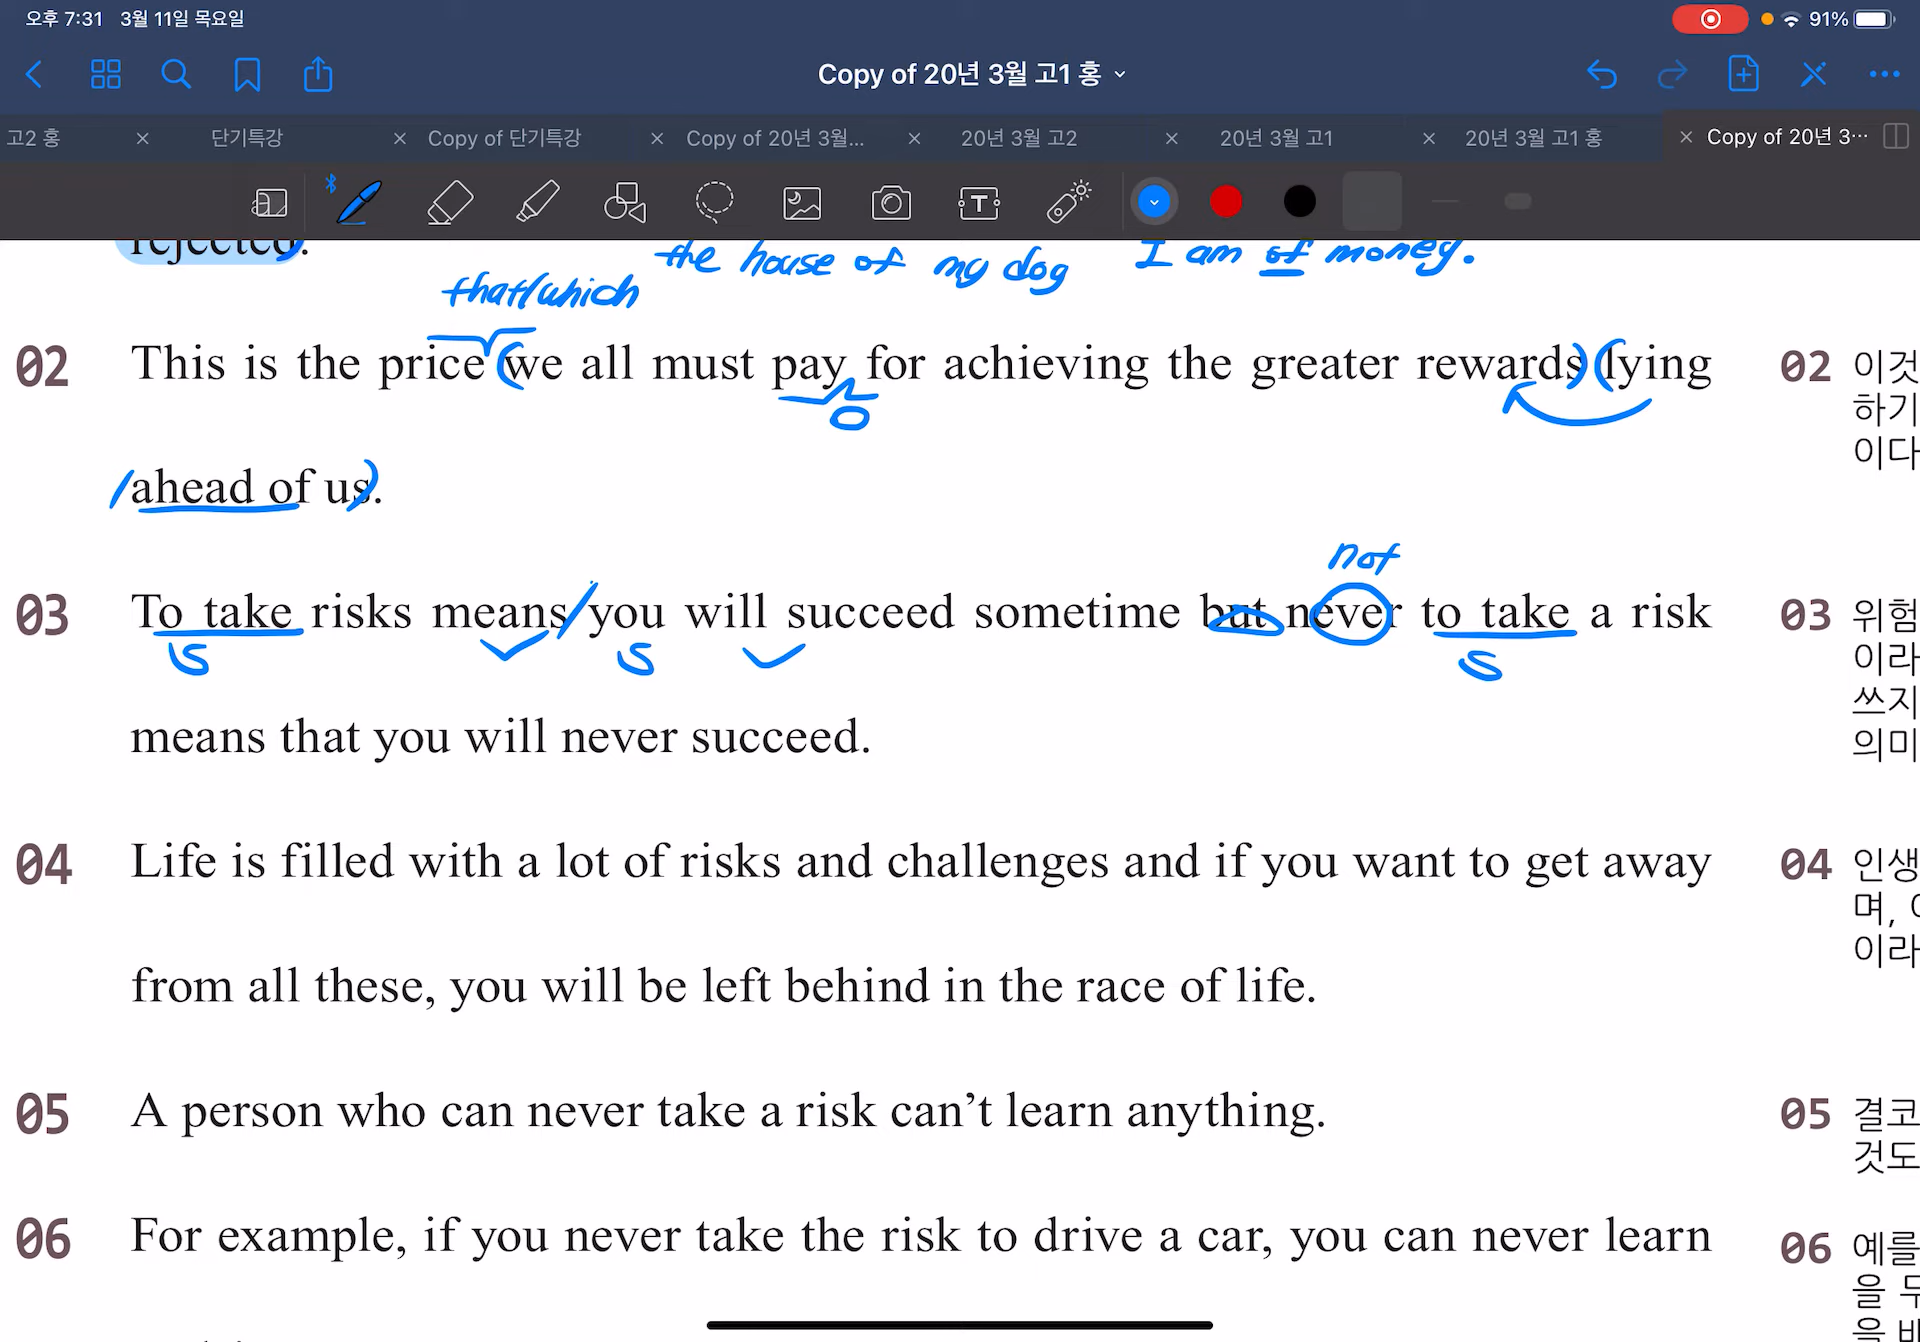 오후 7:31 3월 11일 목요일
91%
Copy of 20년 3월 고1 홍
고2 홍
단기특강
Copy of 단기특강
Copy of 20년 3월...
20년 3월 고2
20년 3월 고1
20년 3월 고1 홍
Copy of 20년 3…
rejected.
the house of my dog
I am of money.
that/which
02 This is the price we all must pay for achieving the greater rewards lying
O
ahead of us.
not
03 To take risks means you will succeed sometime but never to take a risk
S
S
S
means that you will never succeed.
04 Life is filled with a lot of risks and challenges and if you want to get away
from all these, you will be left behind in the race of life.
05 A person who can never take a risk can’t learn anything.
06 For example, if you never take the risk to drive a car, you can never learn
02 이것
하기
이다
03 위험
이라
쓰지
의미
04 인생
며,
이라
05 결코
것도
06 예를
을
을